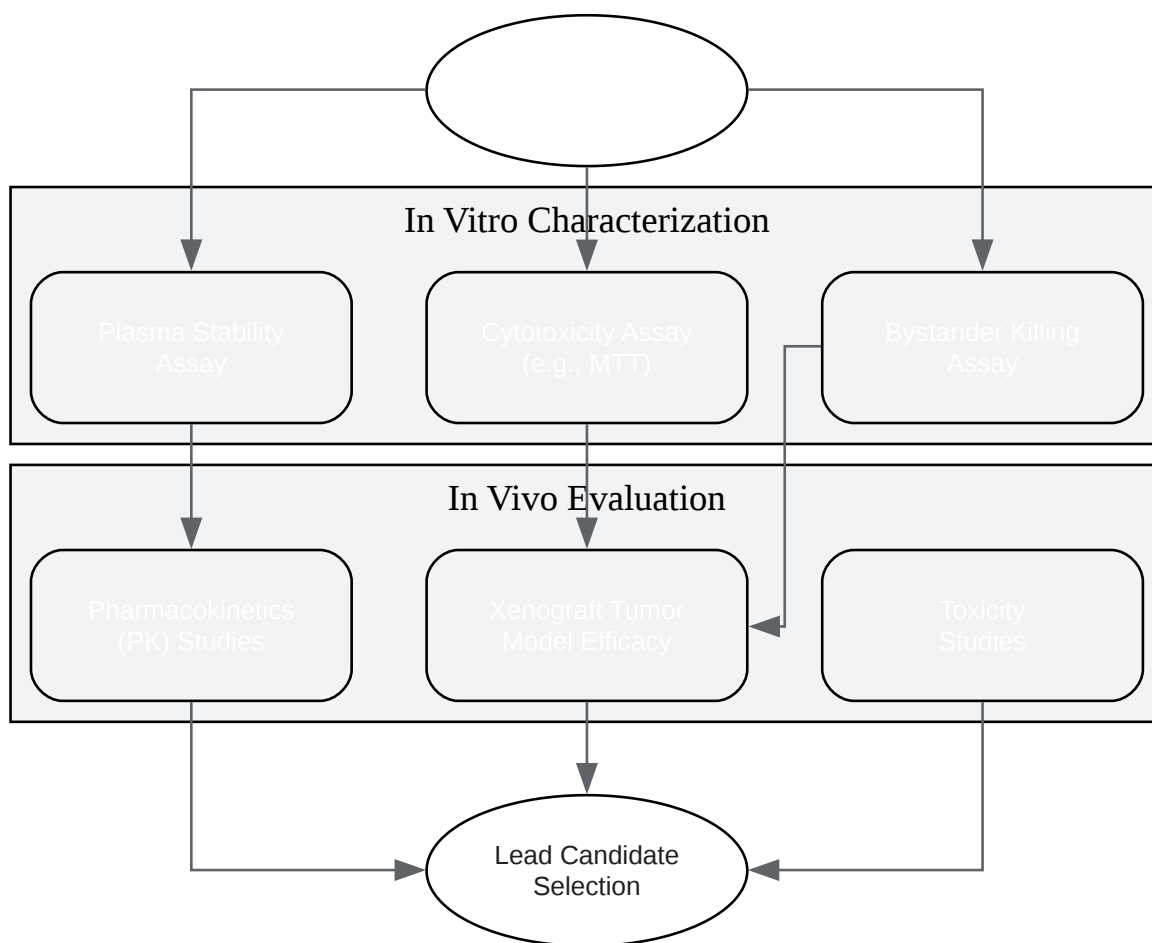 In Vitro Characterization
Plasma Stability
Assay
Cytotoxicity Assay
(e.g., MTT)
Bystander Killing
Assay
In Vivo Evaluation
Pharmacokinetics
(PK) Studies
Xenograft Tumor
Model Efficacy
Toxicity
Studies
Lead Candidate
Selection